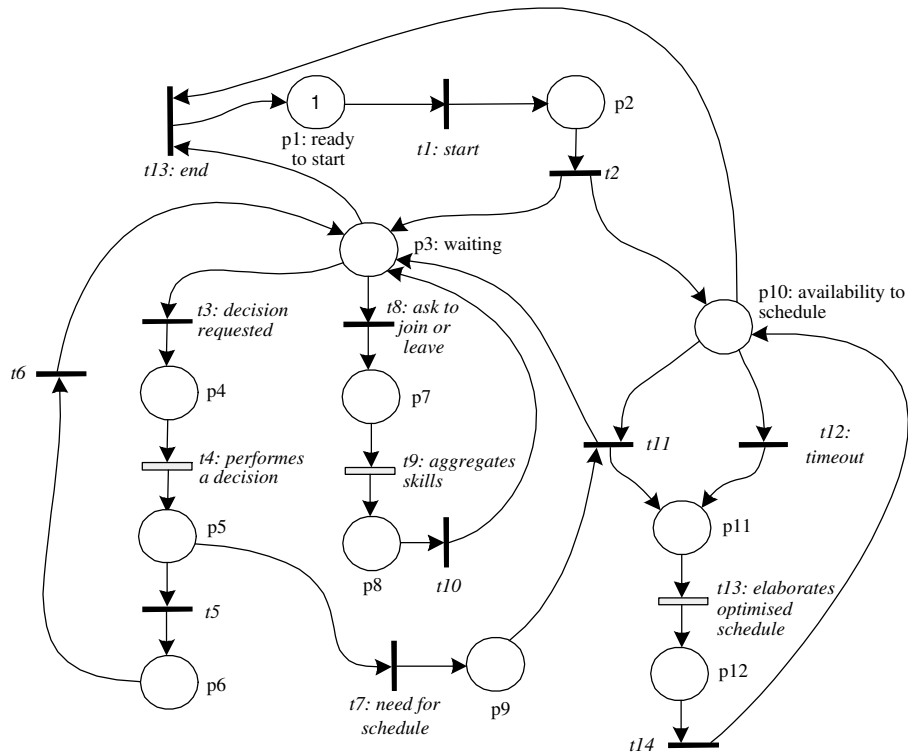 1
p2
p1: ready
to start
t1: start
t13: end
t2
p3: waiting
p10: availability to
schedule
t3: decision
requested
t8: ask to
join or
leave
t6
p4
p7
t11
t12:
timeout
t4: performes
a decision
t9: aggregates
skills
p5
p11
p8
t10
t13: elaborates
optimised
schedule
t5
p6
p12
t7: need for
schedule
p9
t14